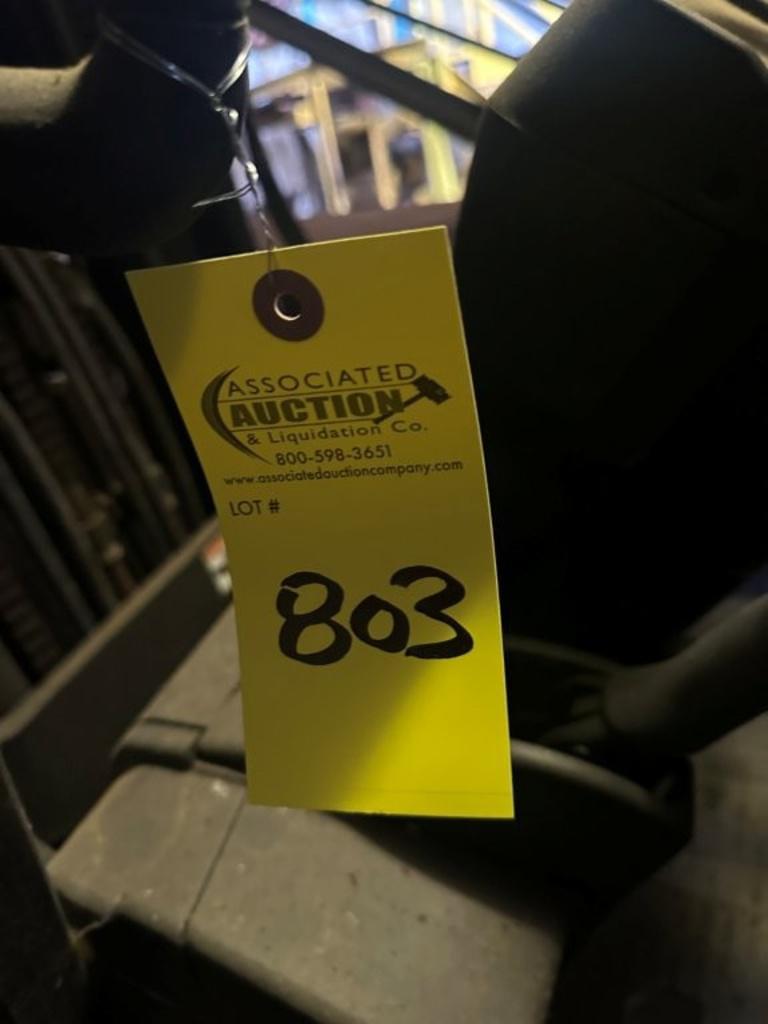 ASSOCIATED
AUCTION
& Liquidation Co.
800-598-3651
www.associatedauctioncompany.com
LOT #
803